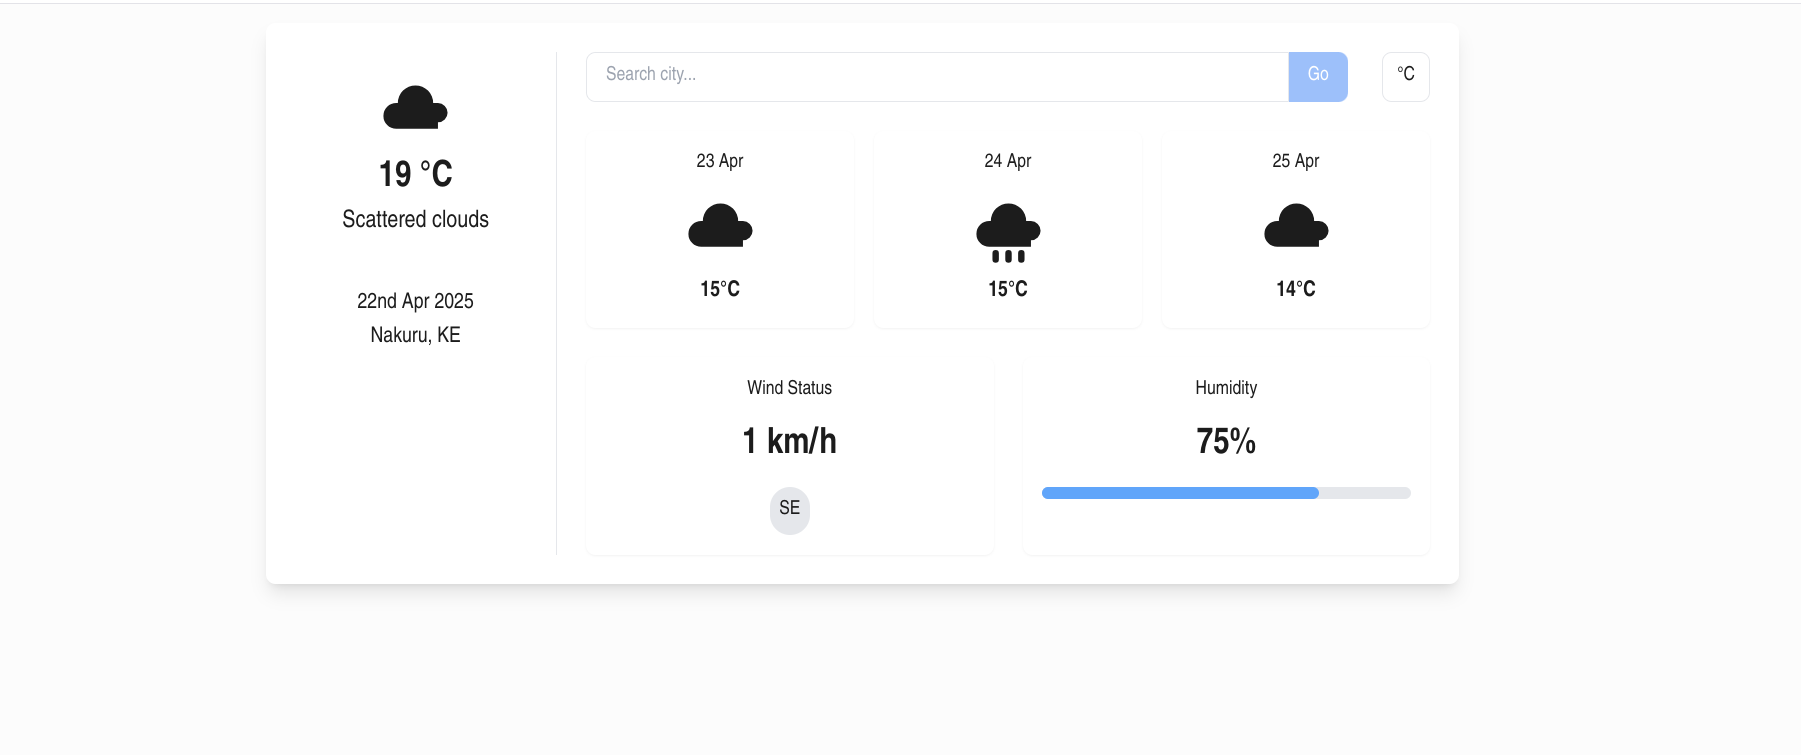 19 °C
Scattered clouds
22nd Apr 2025
Nakuru, KE
Search city...
Go
°C
23 Apr
15°C
24 Apr
15°C
25 Apr
14°C
Wind Status
1 km/h
SE
Humidity
75%